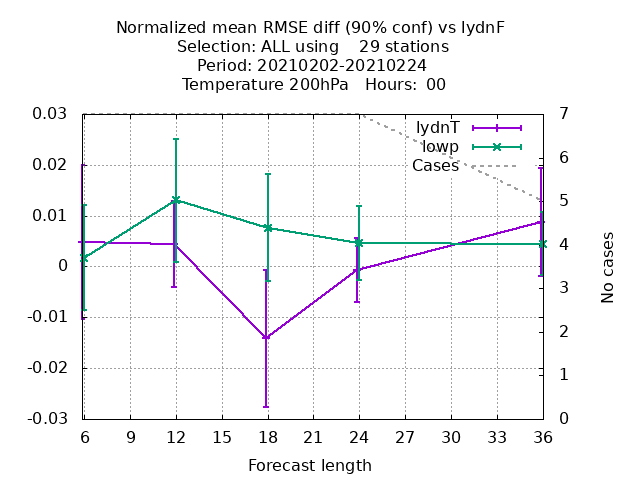 Normalized mean RMSE diff (90% conf) vs lydnF
Selection: ALL using    29 stations
Period: 20210202-20210224
Temperature 200hPa   Hours: 00
lydnT
lowp
Cases
0.03
0.02
0.01
0
-0.01
-0.02
-0.03
7
6
5
4
3
2
1
0
No cases
6 9 12 15 18 21 24 27 30 33 36
Forecast length